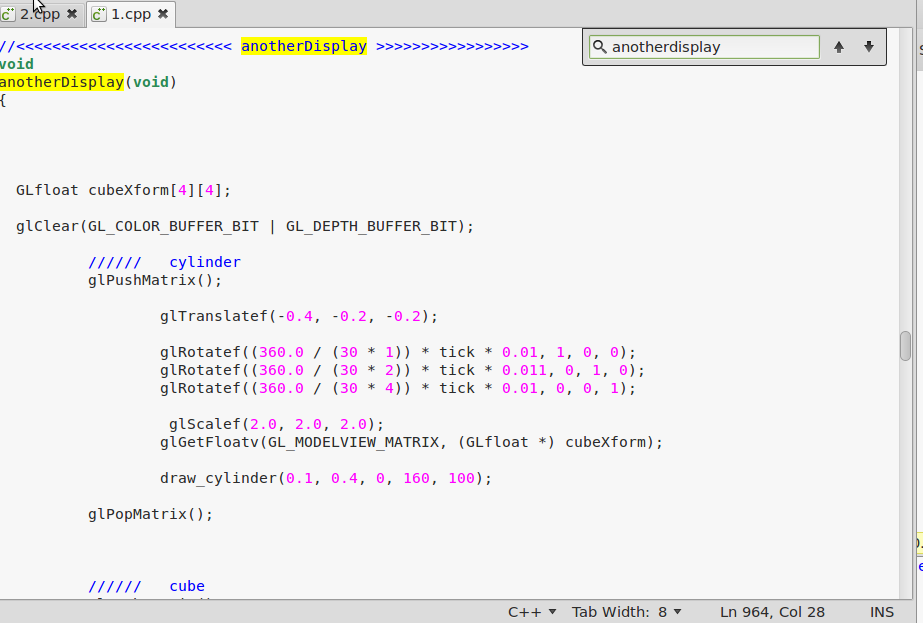 2.cpp 1.cpp
//<<<<<<<<<<<<<<<<<<<<<<<< anotherDisplay >>>>>>>>>>>>>>>>>
anotherdisplay
void
anotherDisplay(void)
{
GLfloat cubeXform[4][4];
glClear(GL_COLOR_BUFFER_BIT | GL_DEPTH_BUFFER_BIT);
////// cylinder
glPushMatrix();
glTranslatef(-0.4, -0.2, -0.2);
glRotatef((360.0 / (30 * 1)) * tick * 0.01, 1, 0, 0);
glRotatef((360.0 / (30 * 2)) * tick * 0.011, 0, 1, 0);
glRotatef((360.0 / (30 * 4)) * tick * 0.01, 0, 0, 1);
glScalef(2.0, 2.0, 2.0);
glGetFloatv(GL_MODELVIEW_MATRIX, (GLfloat *) cubeXform);
draw_cylinder(0.1, 0.4, 0, 160, 100);
glPopMatrix();
////// cube
C++ Tab Width: 8 Ln 964, Col 28 INS